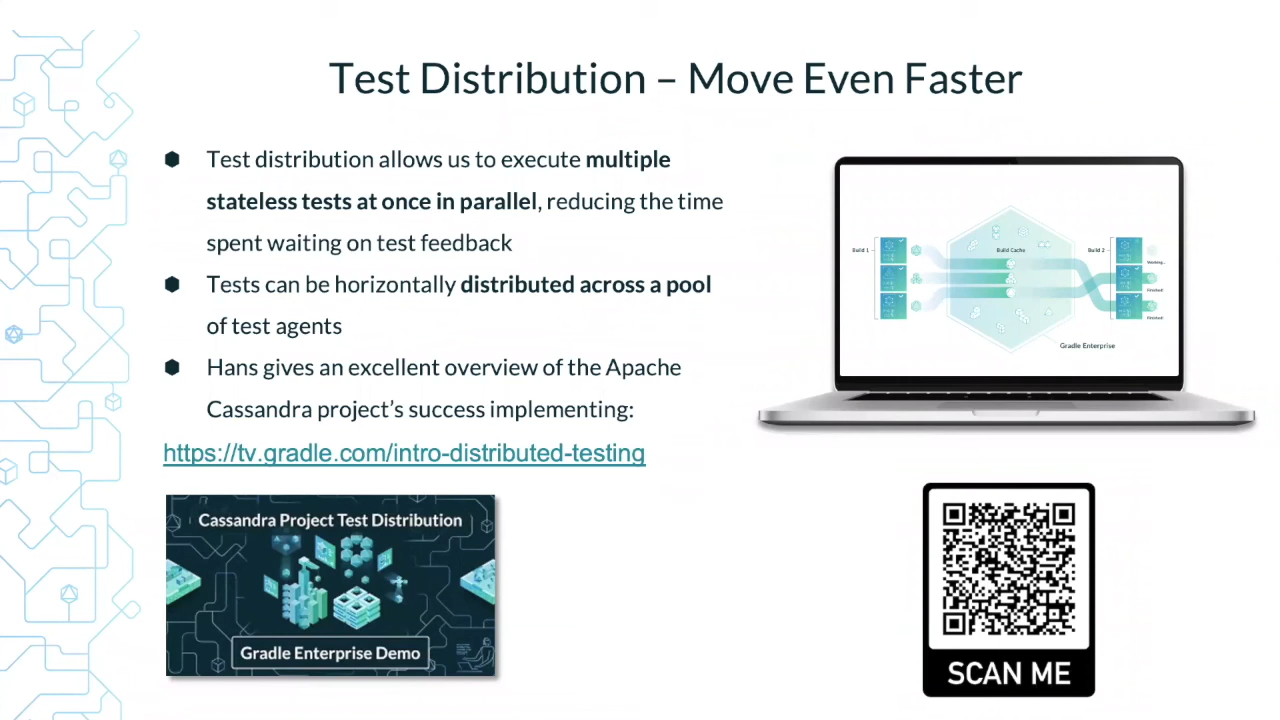 Test Distribution – Move Even Faster
Test distribution allows us to execute multiple
stateless tests at once in parallel, reducing the time
spent waiting on test feedback
Tests can be horizontally distributed across a pool
of test agents
Hans gives an excellent overview of the Apache
Cassandra project’s success implementing:
https://tv.gradle.com/intro-distributed-testing
Cassandra Project Test Distribution
Gradle Enterprise Demo
Build 1
Build Cache
Build 2
Working...
Finished!
Finished!
Gradle Enterprise
SCAN ME